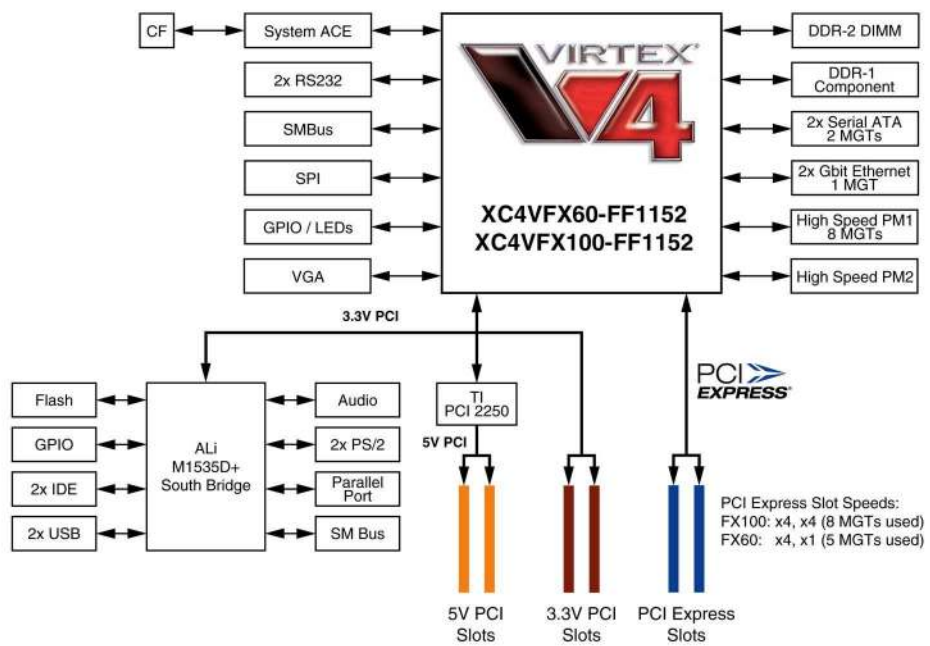 CF
System ACE
2x RS232
SMBus
SPI
GPIO / LEDs
VGA
VIRTEX®
V4
XC4VFX60-FF1152
XC4VFX100-FF1152
DDR-2 DIMM
DDR-1
Component
2x Serial ATA
2 MGTs
2x Gbit Ethernet
1 MGT
High Speed PM1
8 MGTs
High Speed PM2
3.3V PCI
Flash
GPIO
2x IDE
2x USB
ALi
M1535D+
South Bridge
Audio
2x PS/2
Parallel
Port
SM Bus
TI
PCI 2250
5V PCI
PCI
EXPRESS®
PCI Express Slot Speeds:
FX100: x4, x4 (8 MGTs used)
FX60: x4, x1 (5 MGTs used)
5V PCI
Slots
3.3V PCI
Slots
PCI Express
Slots